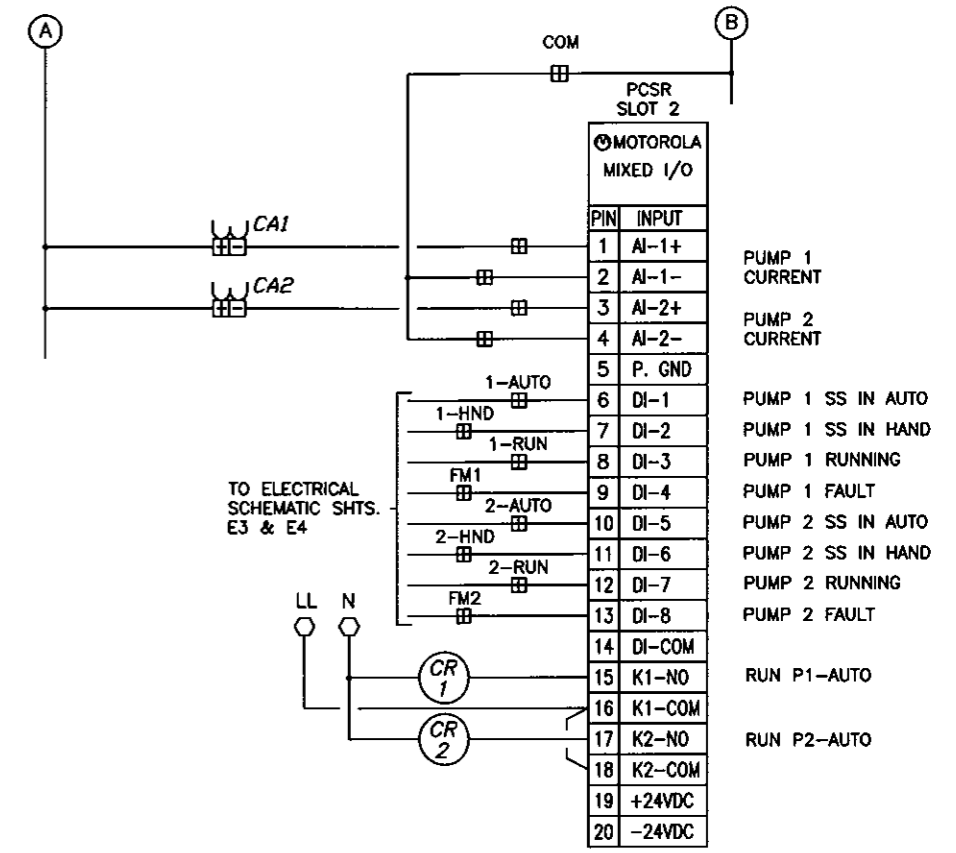 A
B
COM
PCSR
SLOT 2
MOTOROLA
MIXED I/O
PIN INPUT
CA1
1 AI-1+
PUMP 1
CURRENT
2 AI-1-
CA2
3 AI-2+
PUMP 2
CURRENT
4 AI-2-
5 P. GND
1-AUTO
6 DI-1
PUMP 1 SS IN AUTO
1-HND
7 DI-2
PUMP 1 SS IN HAND
1-RUN
8 DI-3
PUMP 1 RUNNING
FM1
9 DI-4
PUMP 1 FAULT
TO ELECTRICAL
SCHEMATIC SHTS.
E3 & E4
2-AUTO
10 DI-5
PUMP 2 SS IN AUTO
2-HND
11 DI-6
PUMP 2 SS IN HAND
2-RUN
12 DI-7
PUMP 2 RUNNING
FM2
13 DI-8
PUMP 2 FAULT
LL N
14 DI-COM
CR
1
15 K1-NO
RUN P1-AUTO
16 K1-COM
CR
2
17 K2-NO
RUN P2-AUTO
18 K2-COM
19 +24VDC
20 -24VDC